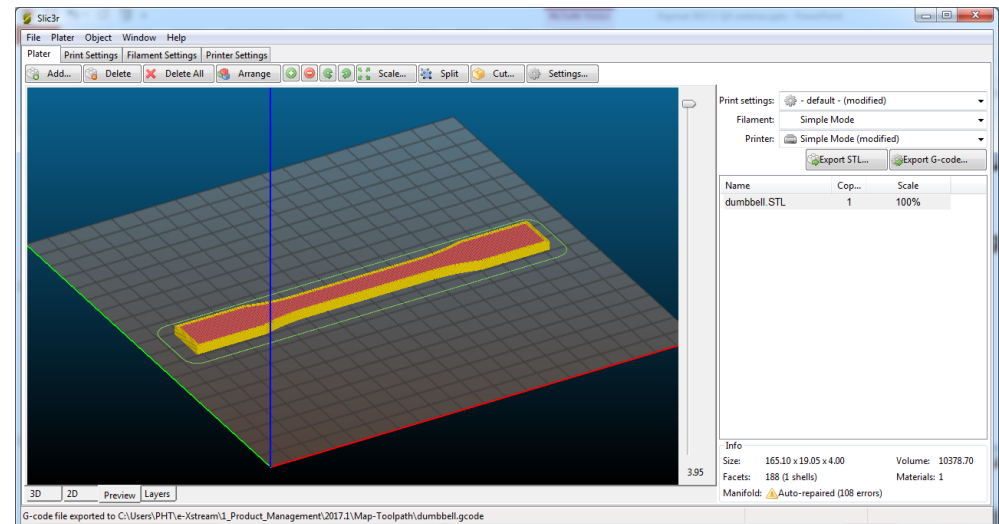 Slic3r
File Plater Object Window Help
Plater Print Settings Filament Settings Printer Settings
Add... Delete Delete All Arrange Scale... Split Cut... Settings...
Print settings: - default - (modified)
Filament: Simple Mode
Printer: Simple Mode (modified)
Export STL... Export G-code...
Name Cop... Scale
dumbbell.STL 1 100%
Info
Size: 165.10 x 19.05 x 4.00 Volume: 10378.70
Facets: 188 (1 shells) Materials: 1
Manifold: Auto-repaired (108 errors)
3.95
3D 2D Preview Layers
G-code file exported to C:\Users\PHT\e-Xstream\1_Product_Management\2017.1\Map-Toolpath\dumbbell.gcode